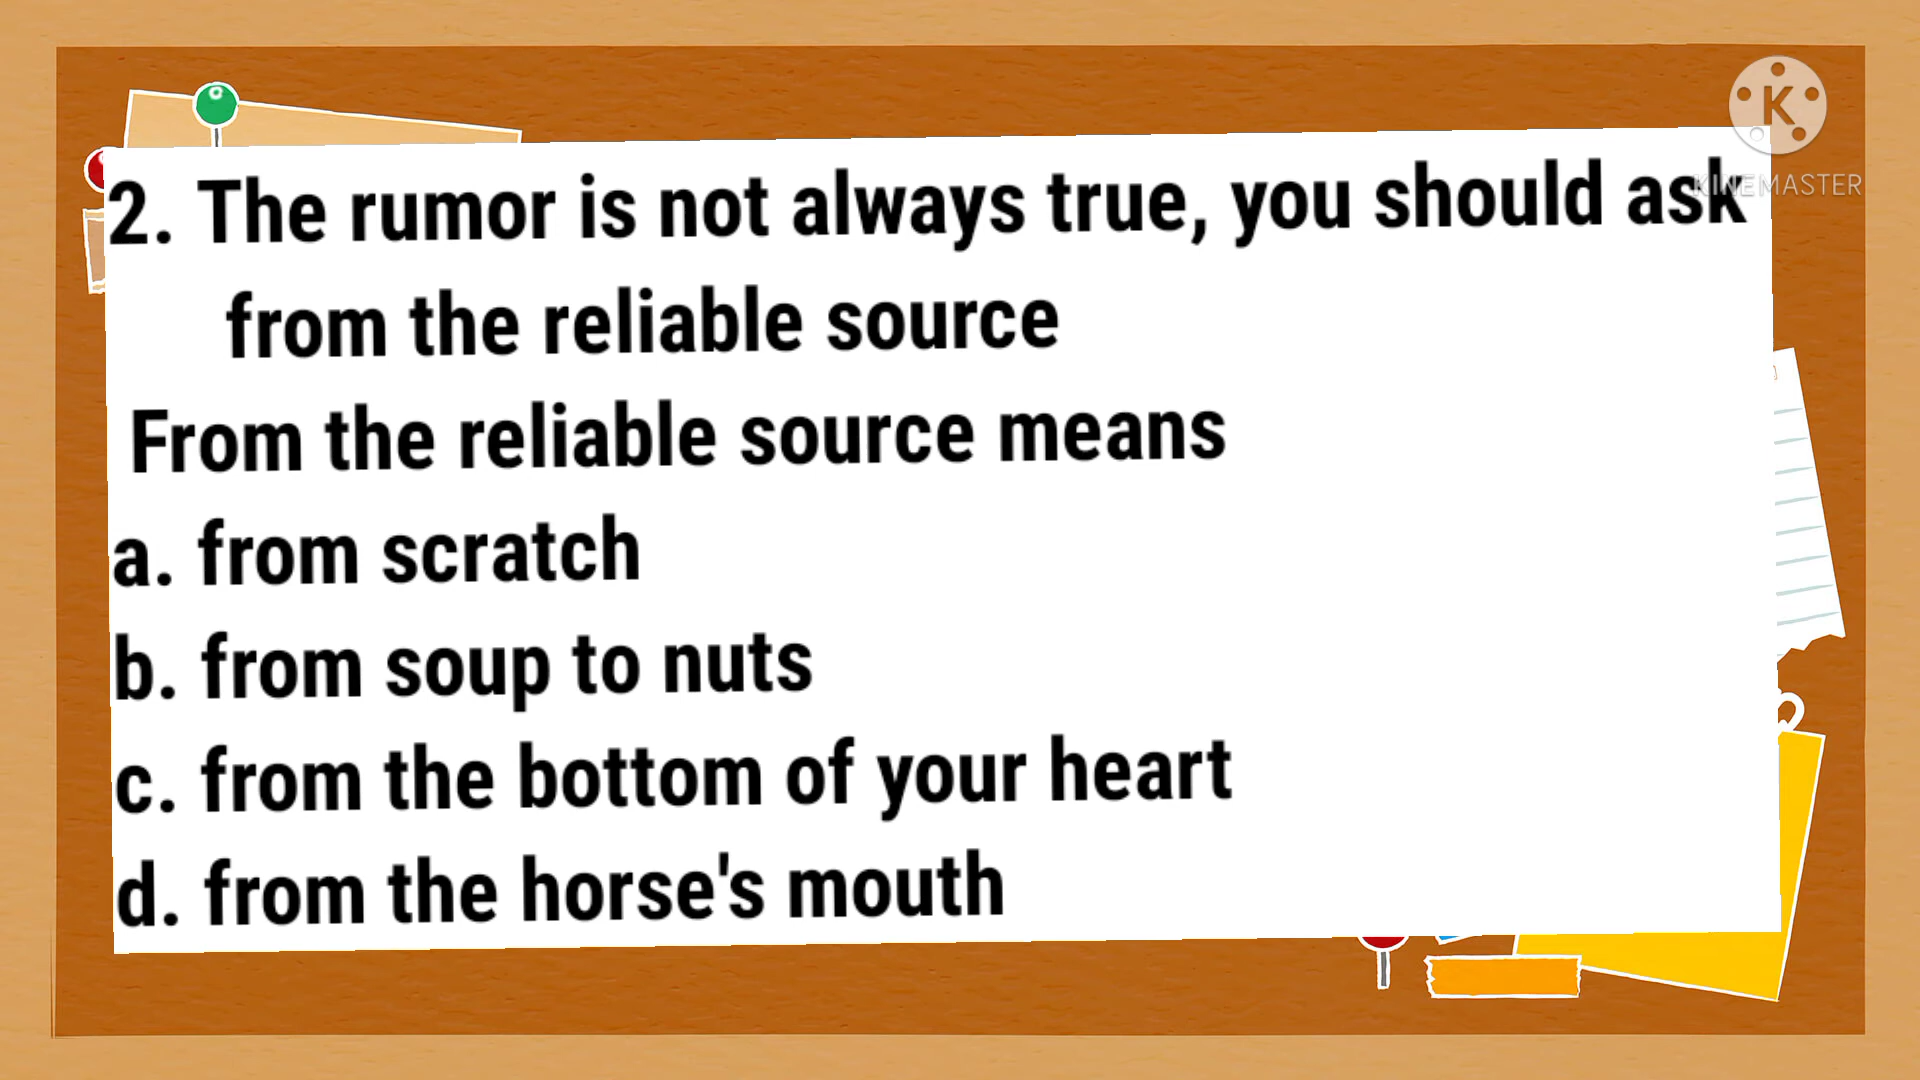 K
KINEMASTER
2. The rumor is not always true, you should ask
from the reliable source
From the reliable source means
a. from scratch
b. from soup to nuts
c. from the bottom of your heart
d. from the horse's mouth